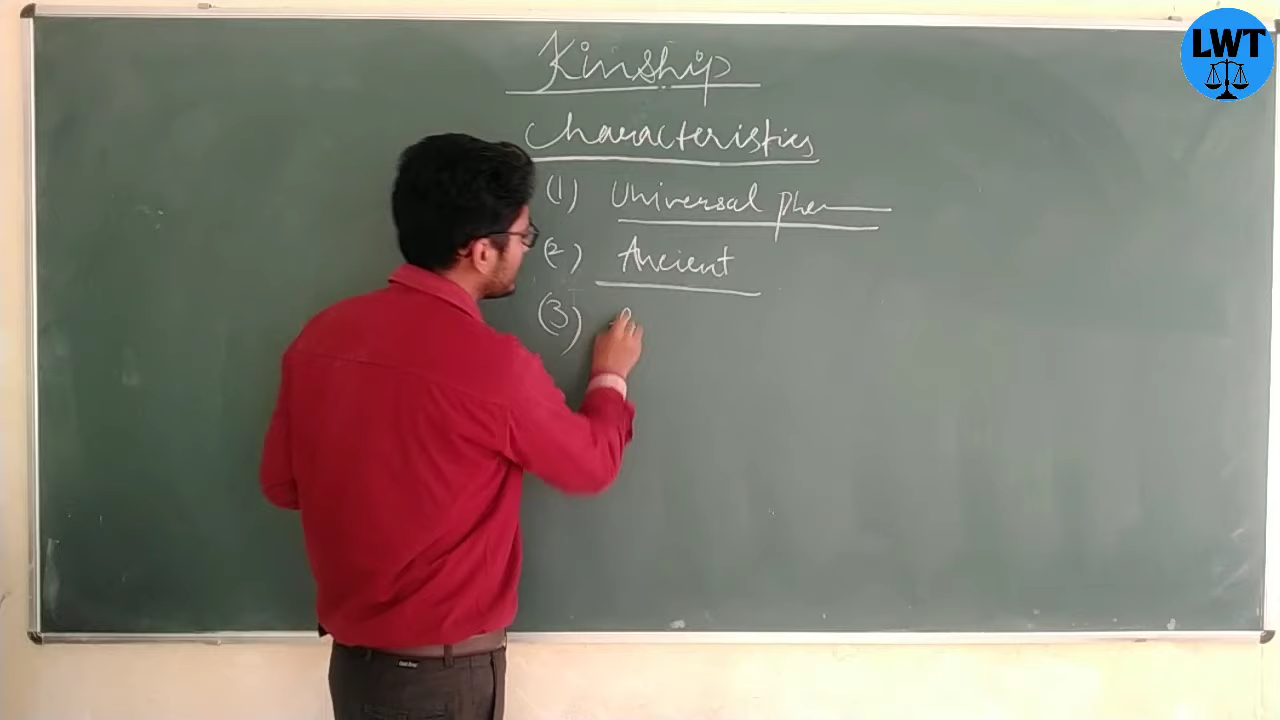 Kinship
Characteristics
(1) Universal phen
(2) Ancient
(3)
LWT